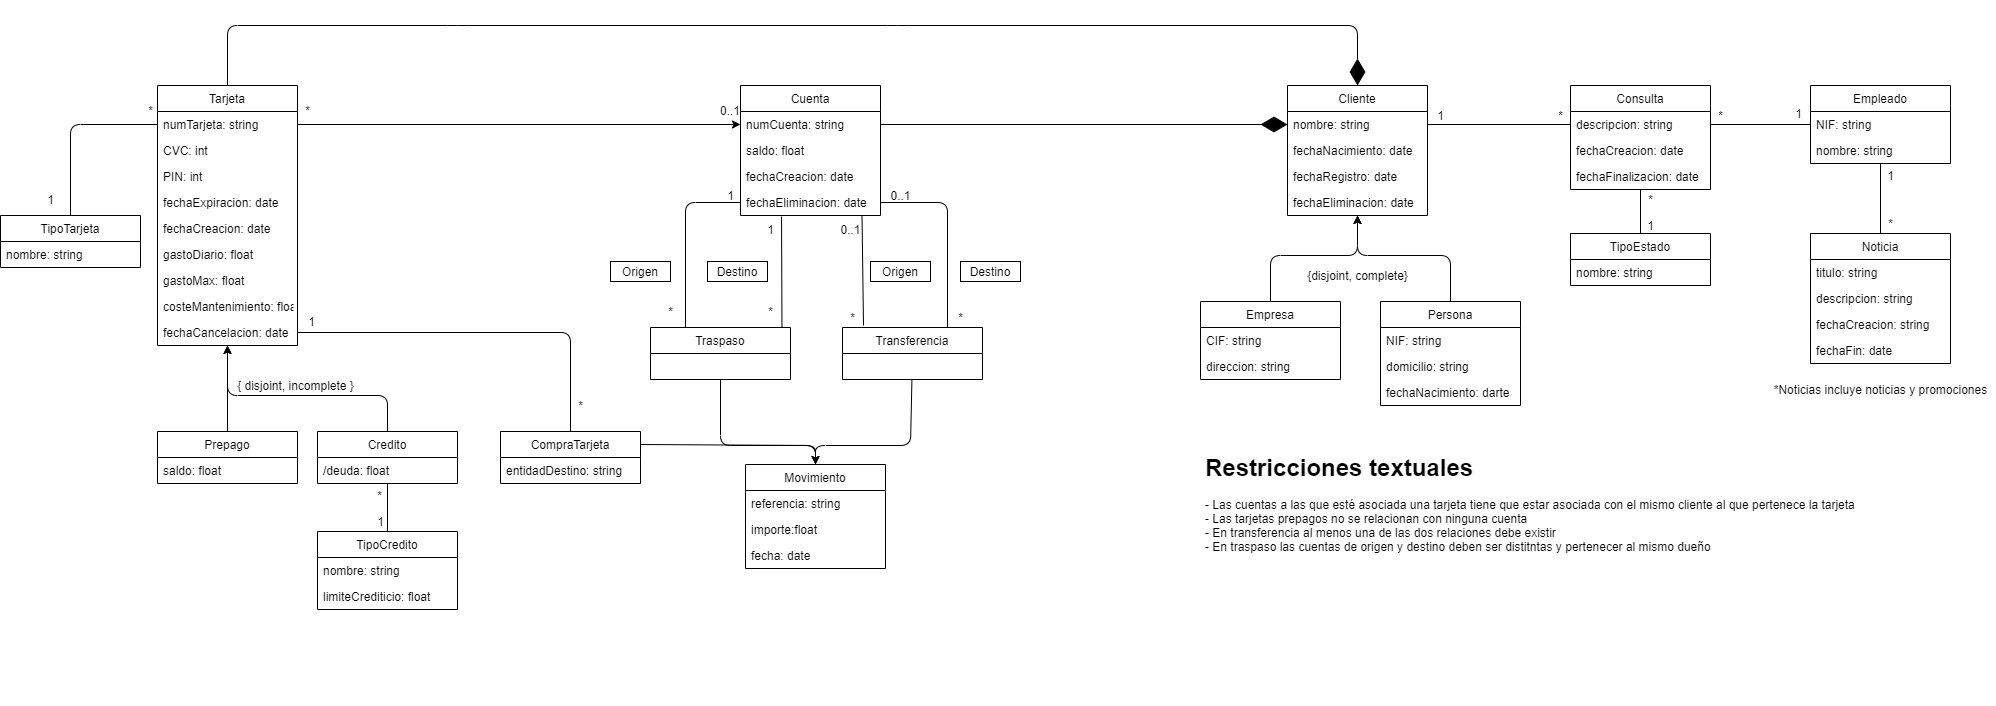 Tarjeta
numTarjeta: string
CVC: int
PIN: int
fechaExpiracion: date
fechaCreacion: date
gastoDiario: float
gastoMax: float
costeMantenimiento: floa
fechaCancelacion: date
*
*
0..1
1
TipoTarjeta
nombre: string
1
*
{ disjoint, incomplete }
Prepago
saldo: float
Credito
/deuda: float
*
1
TipoCredito
nombre: string
limiteCrediticio: float
CompraTarjeta
entidadDestino: string
Cuenta
numCuenta: string
saldo: float
fechaCreacion: date
fechaEliminacion: date
1
1
0..1
0..1
Origen
Destino
Origen
Destino
*
*
*
*
Traspaso
Transferencia
Movimiento
referencia: string
importe:float
fecha: date
Cliente
nombre: string
fechaNacimiento: date
fechaRegistro: date
fechaEliminacion: date
{disjoint, complete}
Empresa
CIF: string
direccion: string
Persona
NIF: string
domicilio: string
fechaNacimiento: darte
1
*
Consulta
descripcion: string
fechaCreacion: date
fechaFinalizacion: date
*
1
*
1
TipoEstado
nombre: string
Empleado
NIF: string
nombre: string
1
*
Noticia
titulo: string
descripcion: string
fechaCreacion: string
fechaFin: date
*Noticias incluye noticias y promociones
Restricciones textuales
- Las cuentas a las que esté asociada una tarjeta tiene que estar asociada con el mismo cliente al que pertenece la tarjeta
- Las tarjetas prepagos no se relacionan con ninguna cuenta
- En transferencia al menos una de las dos relaciones debe existir
- En traspaso las cuentas de origen y destino deben ser distitntas y pertenecer al mismo dueño